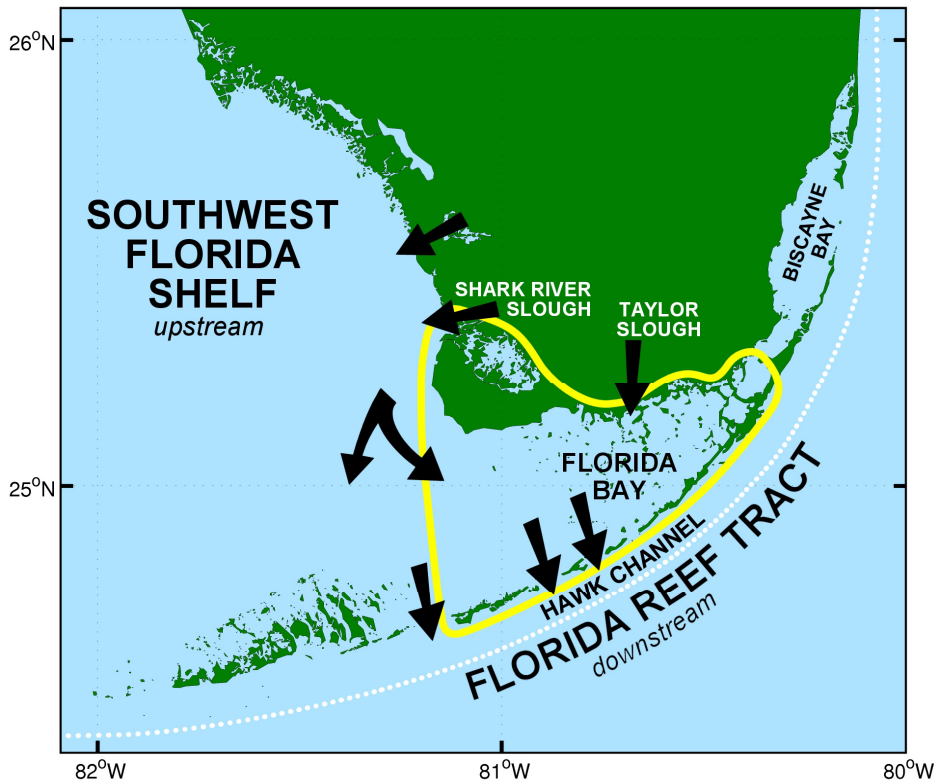 26°N
SOUTHWEST
FLORIDA
SHELF
upstream
BISCAYNE
BAY
SHARK RIVER
SLOUGH
TAYLOR
SLOUGH
25°N
FLORIDA
BAY
HAWK CHANNEL
FLORIDA REEF TRACT
downstream
82°W
81°W
80°W